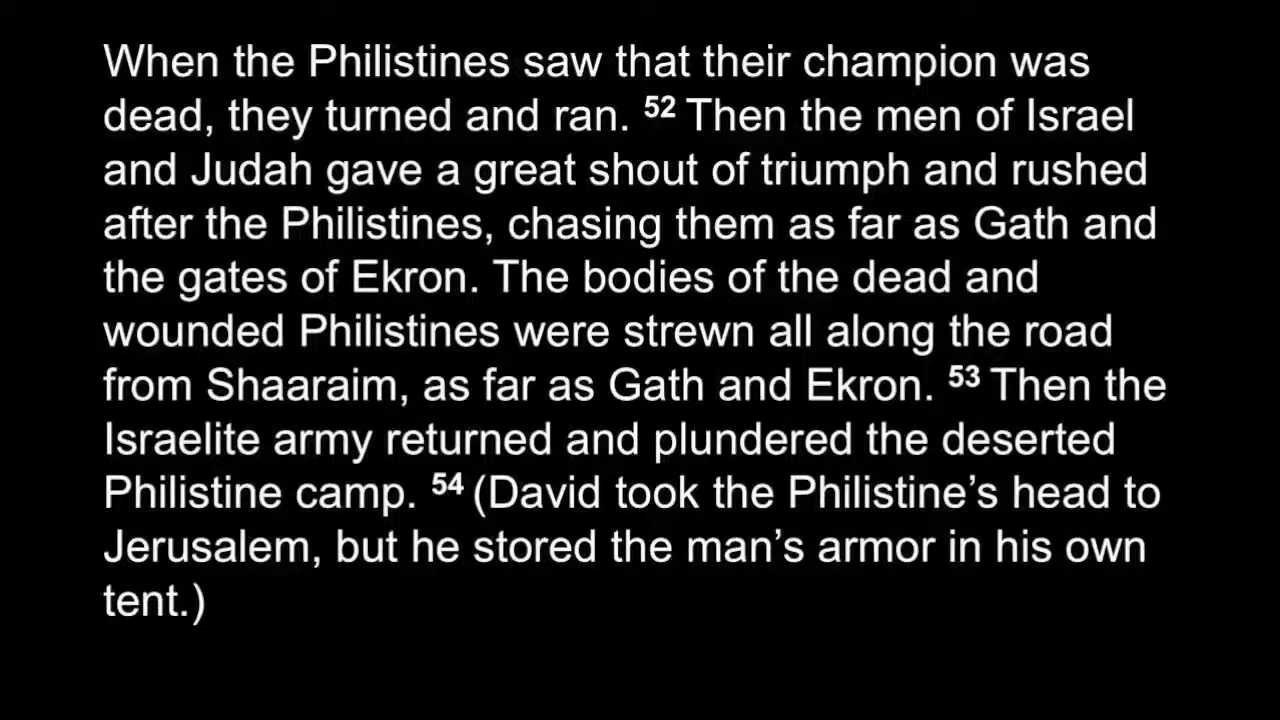 When the Philistines saw that their champion was
dead, they turned and ran. 52 Then the men of Israel
and Judah gave a great shout of triumph and rushed
after the Philistines, chasing them as far as Gath and
the gates of Ekron. The bodies of the dead and
wounded Philistines were strewn all along the road
from Shaaraim, as far as Gath and Ekron. 53 Then the
Israelite army returned and plundered the deserted
Philistine camp. 54 (David took the Philistine’s head to
Jerusalem, but he stored the man’s armor in his own
tent.)